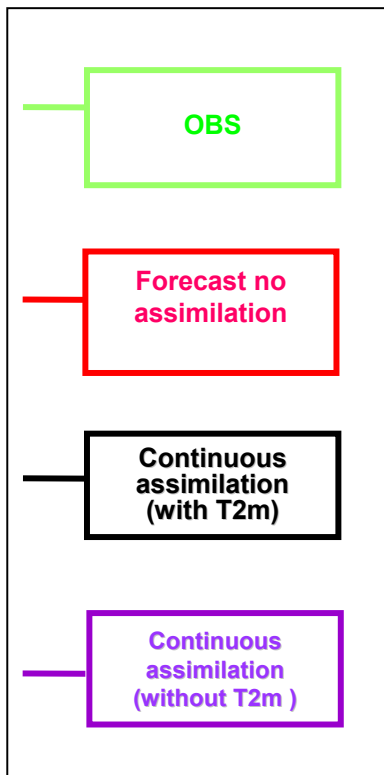 OBS
Forecast no
assimilation
Continuous
assimilation
(with T2m)
Continuous
assimilation
(without T2m )